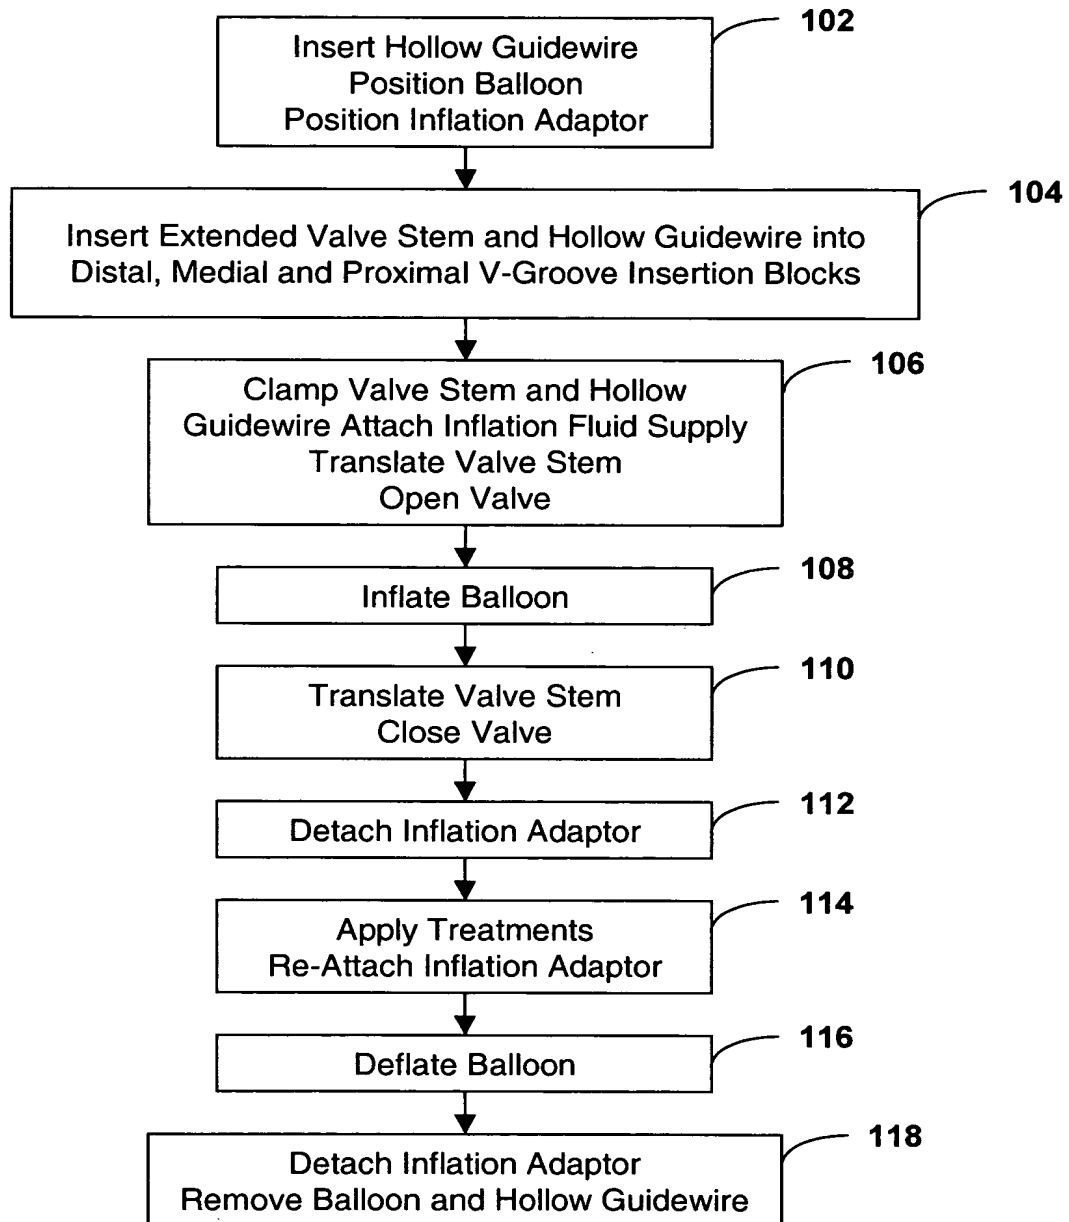 102
Insert Hollow Guidewire
Position Balloon
Position Inflation Adaptor
104
Insert Extended Valve Stem and Hollow Guidewire into
Distal, Medial and Proximal V-Groove Insertion Blocks
106
Clamp Valve Stem and Hollow
Guidewire Attach Inflation Fluid Supply
Translate Valve Stem
Open Valve
108
Inflate Balloon
110
Translate Valve Stem
Close Valve
112
Detach Inflation Adaptor
114
Apply Treatments
Re-Attach Inflation Adaptor
116
Deflate Balloon
118
Detach Inflation Adaptor
Remove Balloon and Hollow Guidewire